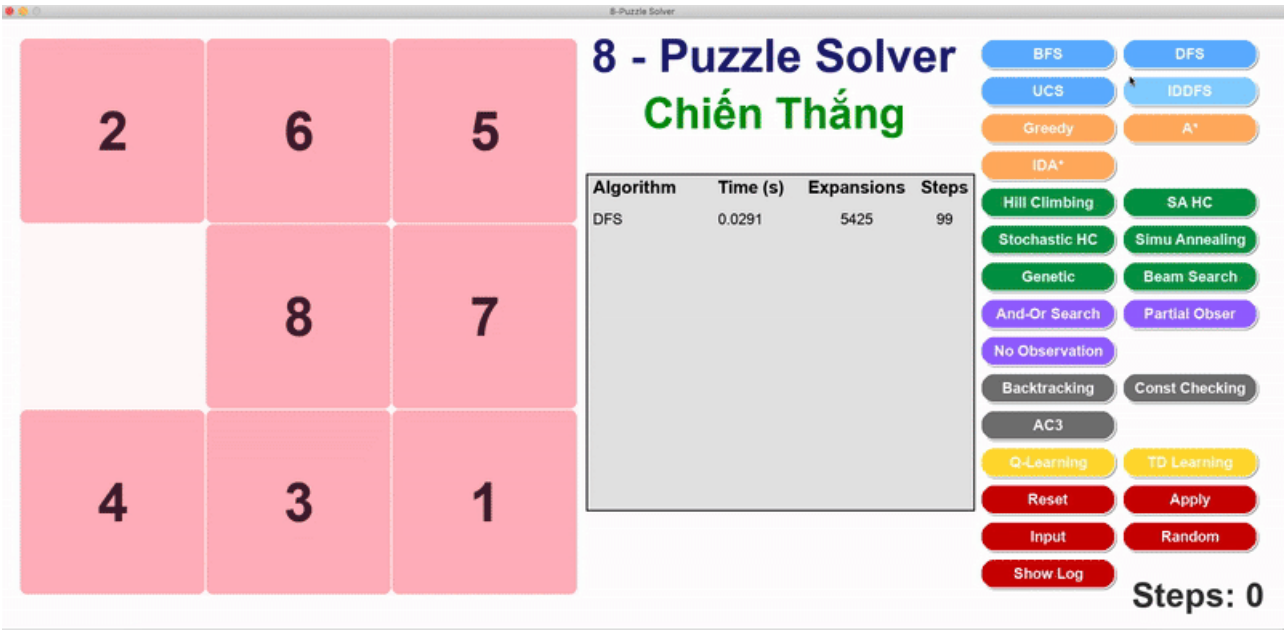 8-Puzzle Solver
2 6 5
8 7
4 3 1
8 - Puzzle Solver
Chiến Thắng
Algorithm Time (s) Expansions Steps
DFS 0.0291 5425 99
BFS DFS
UCS IDDFS
Greedy A*
IDA*
Hill Climbing SA HC
Stochastic HC Simu Annealing
Genetic Beam Search
And-Or Search Partial Obser
No Observation
Backtracking Const Checking
AC3
Q-Learning TD Learning
Reset Apply
Input Random
Show Log
Steps: 0